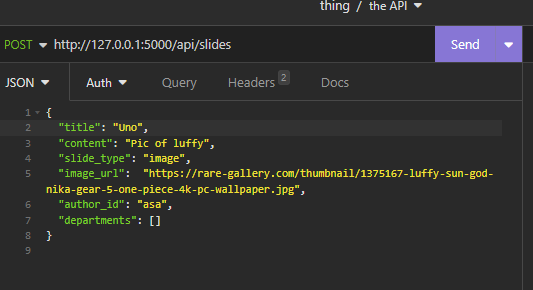 thing / the API
POST http://127.0.0.1:5000/api/slides Send
JSON Auth Query Headers 2 Docs
1 {
2 "title": "Uno",
3 "content": "Pic of luffy",
4 "slide_type": "image",
5 "image_url":  "https://rare-gallery.com/thumbnail/1375167-luffy-sun-god-
nika-gear-5-one-piece-4k-pc-wallpaper.jpg",
6 "author_id": "asa",
7 "departments": []
8 }
9